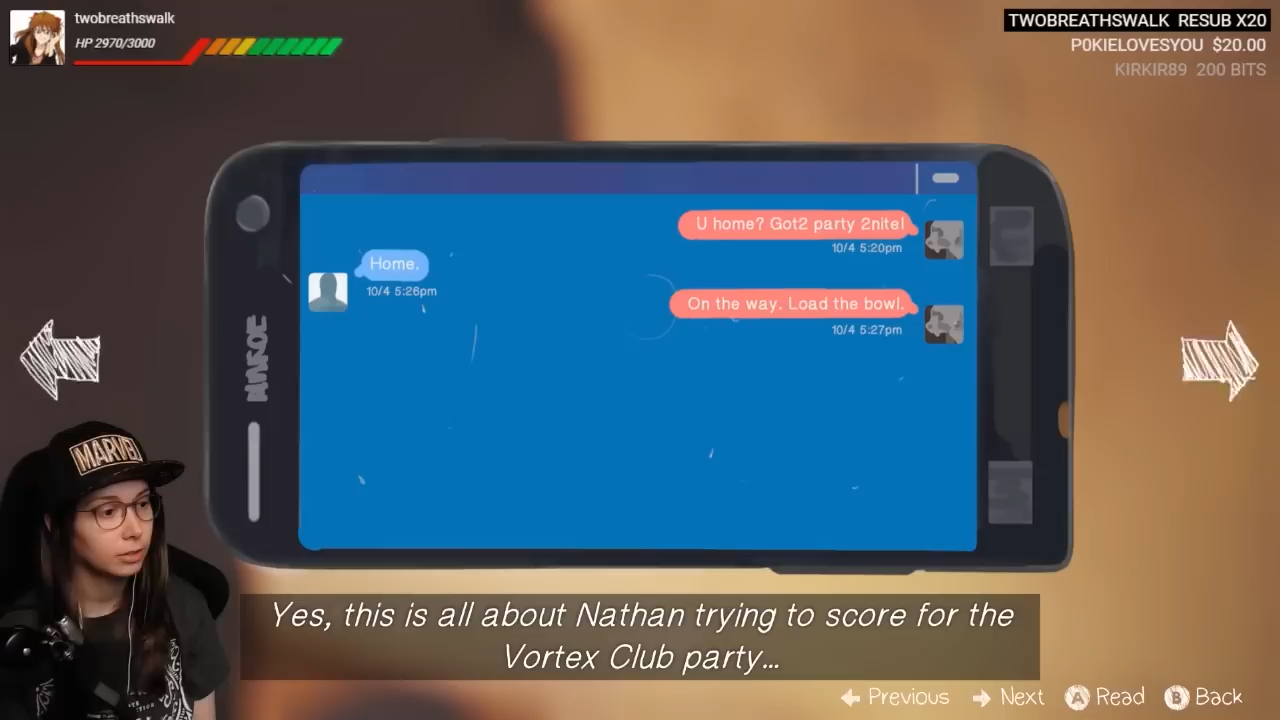 twobreathswalk
HP 2970/3000
TWOBREATHSWALK RESUB X20
P0KIELOVESYOU $20.00
KIRKIR89 200 BITS
U home? Got2 party 2nite!
10/4 5:20pm
Home.
10/4 5:26pm
On the way. Load the bowl.
10/4 5:27pm
MARVEL
Yes, this is all about Nathan trying to score for the
Vortex Club party...
Previous
Next
A Read
B Back